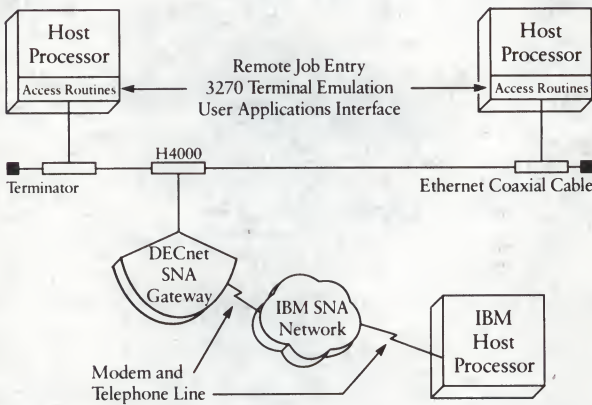 Host
Processor
Access Routines
Remote Job Entry
3270 Terminal Emulation
User Applications Interface
Host
Processor
Access Routines
H4000
Terminator
Ethernet Coaxial Cable
DECnet
SNA
Gateway
IBM SNA
Network
IBM
Host
Processor
Modem and
Telephone Line